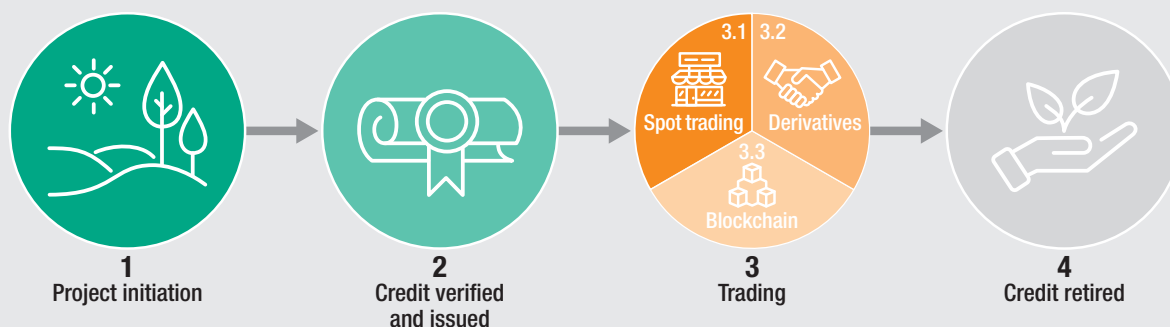 3.1
3.2
Spot trading
Derivatives
3.3
Blockchain
1
Project initiation
2
Credit verified
and issued
3
Trading
4
Credit retired